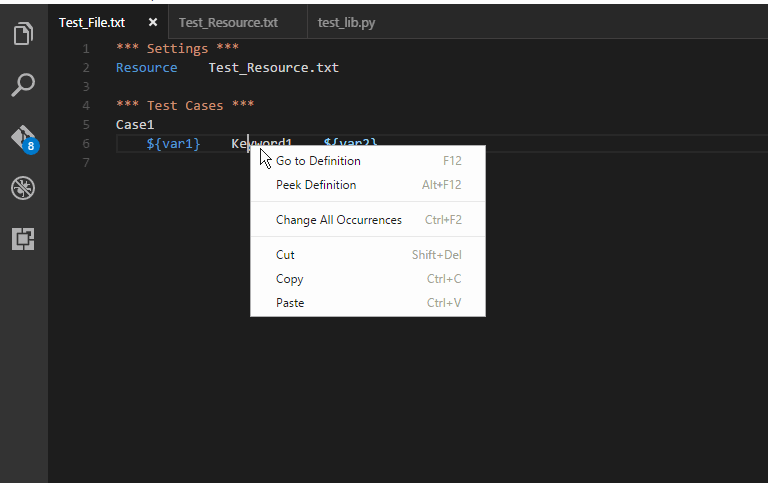 Test_File.txt × Test_Resource.txt test_lib.py
1 *** Settings ***
2 Resource Test_Resource.txt
3
4 *** Test Cases ***
5 Case1
6 ${var1} Keyword1 ${var2}
7
8
Go to Definition F12
Peek Definition Alt+F12
Change All Occurrences Ctrl+F2
Cut Shift+Del
Copy Ctrl+C
Paste Ctrl+V